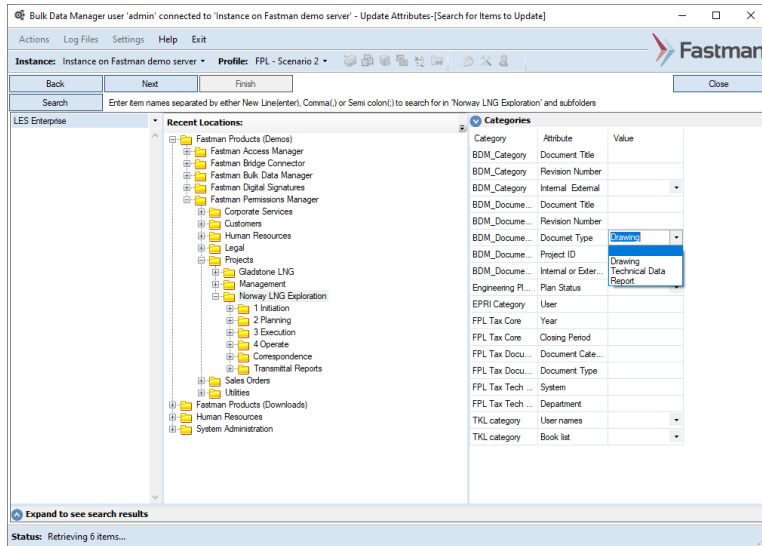 Bulk Data Manager user 'admin' connected to 'Instance on Fastman demo server' - Update Attributes-[Search for Items to Update]
Actions Log Files Settings Help Exit
Fastman
Instance: Instance on Fastman demo server Profile: FPL - Scenario 2
Back Next Finish Close
Search Enter item names separated by either New Line(enter), Comma(,) or Semi colon(;) to search for in 'Norway LNG Exploration' and subfolders
LES Enterprise
Recent Locations:
Fastman Products (Demos)
Fastman Access Manager
Fastman Bridge Connector
Fastman Bulk Data Manager
Fastman Digital Signatures
Fastman Permissions Manager
Corporate Services
Customers
Human Resources
Legal
Projects
Gladstone LNG
Management
Norway LNG Exploration
1 Initiation
2 Planning
3 Execution
4 Operate
Correspondence
Transmittal Reports
Sales Orders
Utilities
Fastman Products (Downloads)
Human Resources
System Administration
Categories
Category Attribute Value
BDM_Category Document Title
BDM_Category Revision Number
BDM_Category Internal External
BDM_Docume... Document Title
BDM_Docume... Revision Number
BDM_Docume... Documet Type Drawing
BDM_Docume... Project ID
BDM_Docume... Internal or Exter...
Drawing
Technical Data
Report
Engineering Pl... Plan Status
EPRI Category User
FPL Tax Core Year
FPL Tax Core Closing Period
FPL Tax Docu... Document Cate...
FPL Tax Docu... Document Type
FPL Tax Tech ... System
FPL Tax Tech ... Department
TKL category User names
TKL category Book list
Expand to see search results
Status: Retrieving 6 items...